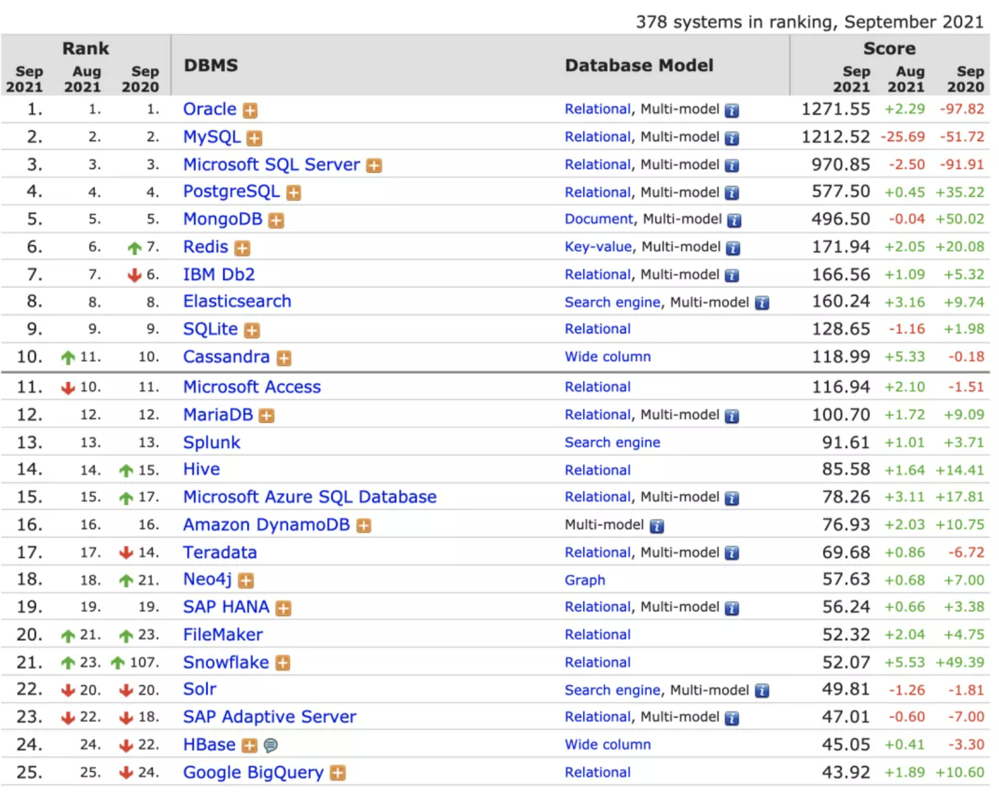 378 systems in ranking, September 2021
Rank DBMS Database Model Score
Sep 2021 Aug 2021 Sep 2020 Sep 2021 Aug 2021 Sep 2020
1. 1. 1. Oracle Relational, Multi-model 1271.55 +2.29 -97.82
2. 2. 2. MySQL Relational, Multi-model 1212.52 -25.69 -51.72
3. 3. 3. Microsoft SQL Server Relational, Multi-model 970.85 -2.50 -91.91
4. 4. 4. PostgreSQL Relational, Multi-model 577.50 +0.45 +35.22
5. 5. 5. MongoDB Document, Multi-model 496.50 -0.04 +50.02
6. 6. 7. Redis Key-value, Multi-model 171.94 +2.05 +20.08
7. 7. 6. IBM Db2 Relational, Multi-model 166.56 +1.09 +5.32
8. 8. 8. Elasticsearch Search engine, Multi-model 160.24 +3.16 +9.74
9. 9. 9. SQLite Relational 128.65 -1.16 +1.98
10. 11. 10. Cassandra Wide column 118.99 +5.33 -0.18
11. 10. 11. Microsoft Access Relational 116.94 +2.10 -1.51
12. 12. 12. MariaDB Relational, Multi-model 100.70 +1.72 +9.09
13. 13. 13. Splunk Search engine 91.61 +1.01 +3.71
14. 14. 15. Hive Relational 85.58 +1.64 +14.41
15. 15. 17. Microsoft Azure SQL Database Relational, Multi-model 78.26 +3.11 +17.81
16. 16. 16. Amazon DynamoDB Multi-model 76.93 +2.03 +10.75
17. 17. 14. Teradata Relational, Multi-model 69.68 +0.86 -6.72
18. 18. 21. Neo4j Graph 57.63 +0.68 +7.00
19. 19. 19. SAP HANA Relational, Multi-model 56.24 +0.66 +3.38
20. 21. 23. FileMaker Relational 52.32 +2.04 +4.75
21. 23. 107. Snowflake Relational 52.07 +5.53 +49.39
22. 20. 20. Solr Search engine, Multi-model 49.81 -1.26 -1.81
23. 22. 18. SAP Adaptive Server Relational, Multi-model 47.01 -0.60 -7.00
24. 24. 22. HBase Wide column 45.05 +0.41 -3.30
25. 25. 24. Google BigQuery Relational 43.92 +1.89 +10.60